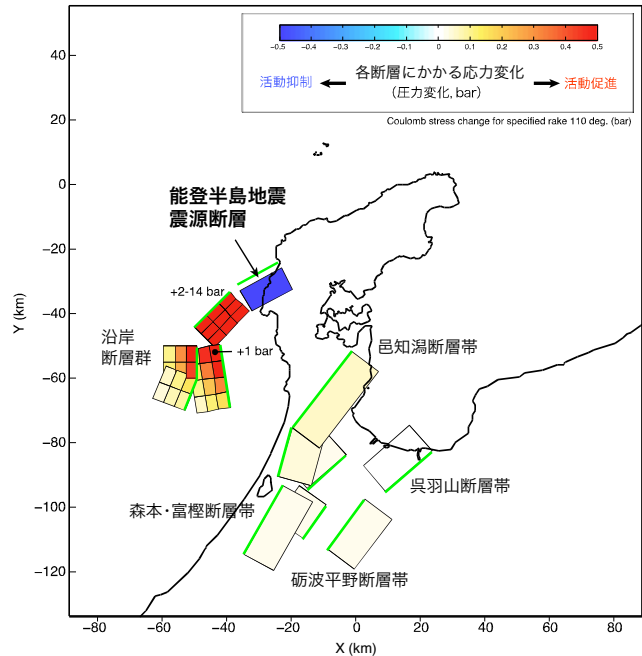 -0.5 -0.4 -0.3 -0.2 -0.1 0 0.1 0.2 0.3 0.4 0.5
活動抑制 各断層にかかる応力変化 活動促進
（圧力変化, bar）
Coulomb stress change for specified rake 110 deg. (bar)
能登半島地震
震源断層
+2-14 bar
沿岸
断層群
+1 bar
邑知潟断層帯
呉羽山断層帯
森本･富樫断層帯
砺波平野断層帯
40
20
0
−20
−40
−60
−80
−100
−120
Y (km)
−80 −60 −40 −20 0 20 40 60 80
X (km)